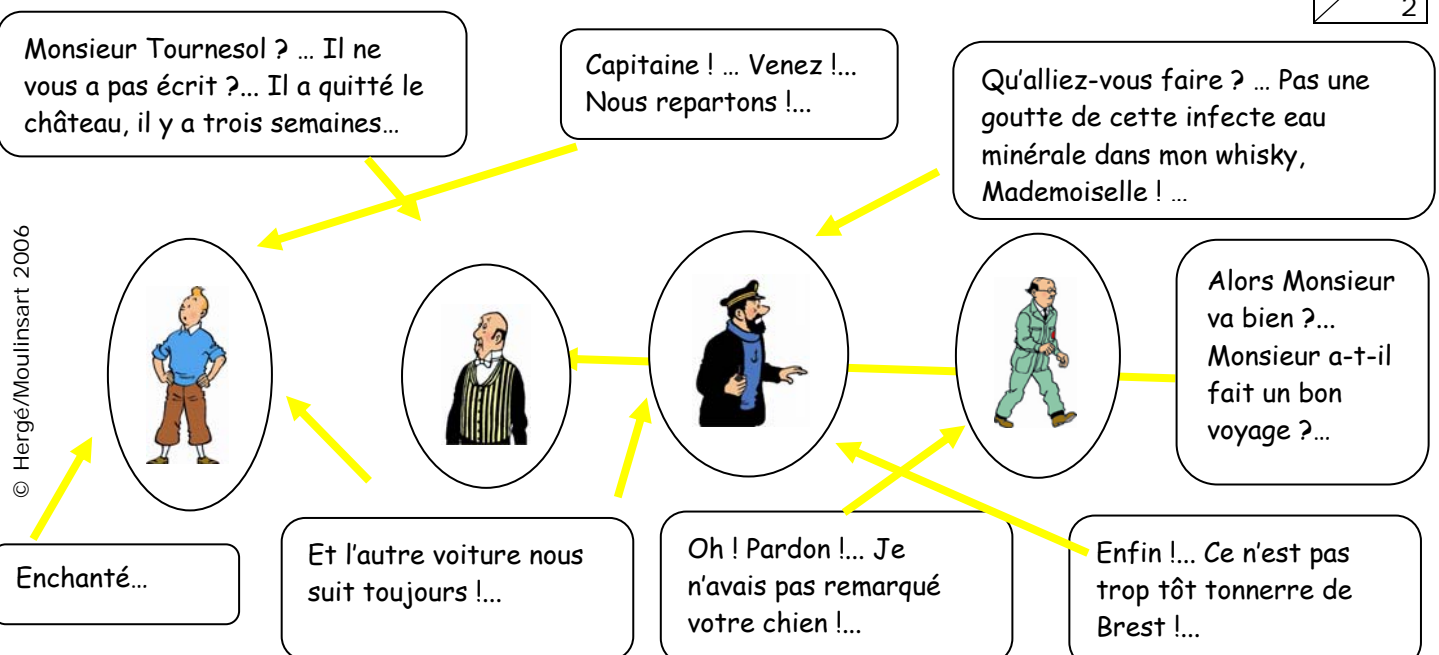 2
Monsieur Tournesol ? … Il ne
vous a pas écrit ?... Il a quitté le
château, il y a trois semaines…
Capitaine ! … Venez !...
Nous repartons !...
Qu’alliez-vous faire ? … Pas une
goutte de cette infecte eau
minérale dans mon whisky,
Mademoiselle ! …
© Hergé/Moulinsart 2006
Alors Monsieur
va bien ?...
Monsieur a-t-il
fait un bon
voyage ?…
Enchanté…
Et l’autre voiture nous
suit toujours !...
Oh ! Pardon !... Je
n’avais pas remarqué
votre chien !...
Enfin !... Ce n’est pas
trop tôt tonnerre de
Brest !...